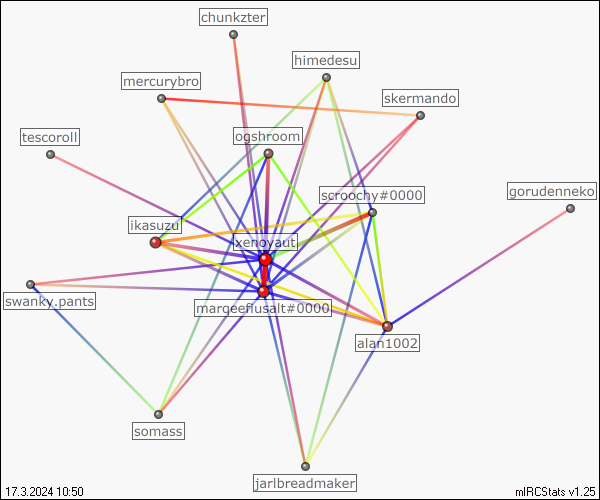 chunkzter
himedesu
mercurybro
skermando
tescoroll
ogshroom
gorudenneko
scroochy#0000
ikasuzu
xenoyaut
swanky.pants
marqeeflusalt#0000
alan1002
somass
jarlbreadmaker
17.3.2024 10:50
mIRCStats v1.25